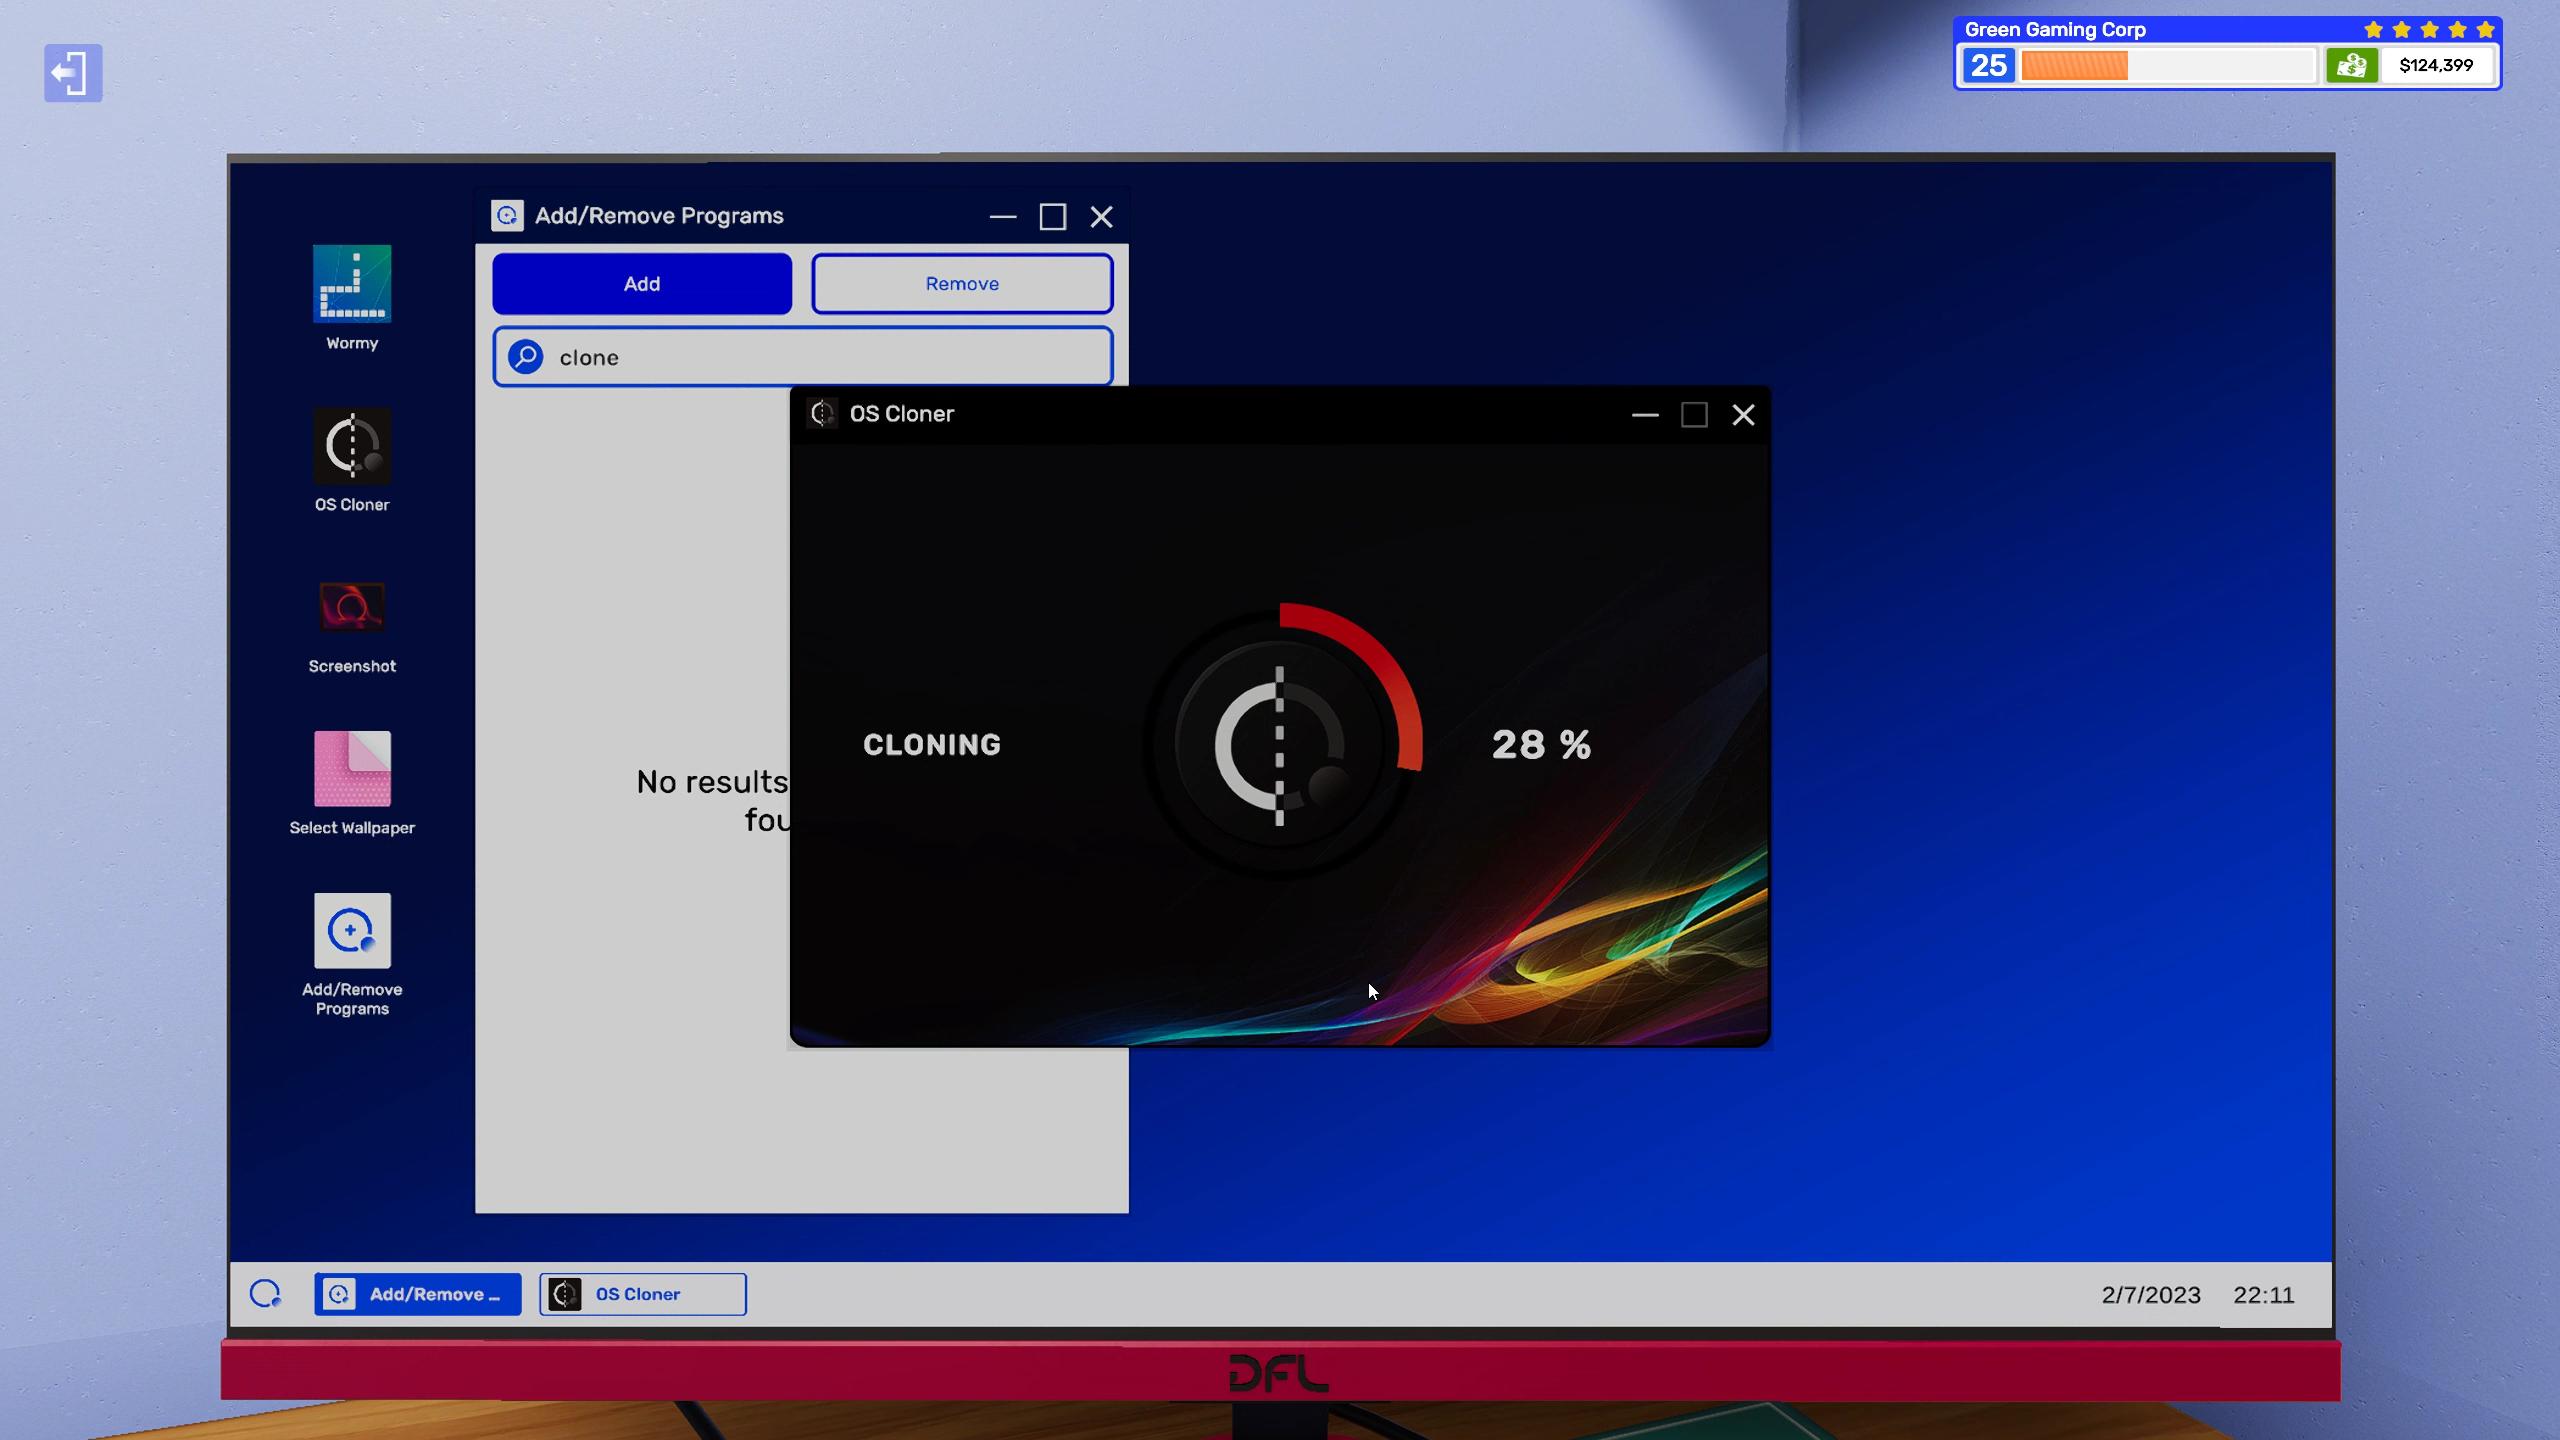 Green Gaming Corp
25
$124,399
Add/Remove Programs
Add
Remove
clone
Wormy
OS Cloner
Screenshot
Select Wallpaper
Add/Remove
Programs
No results
fou
OS Cloner
CLONING
28 %
Add/Remove ...
OS Cloner
2/7/2023
22:11
DFL